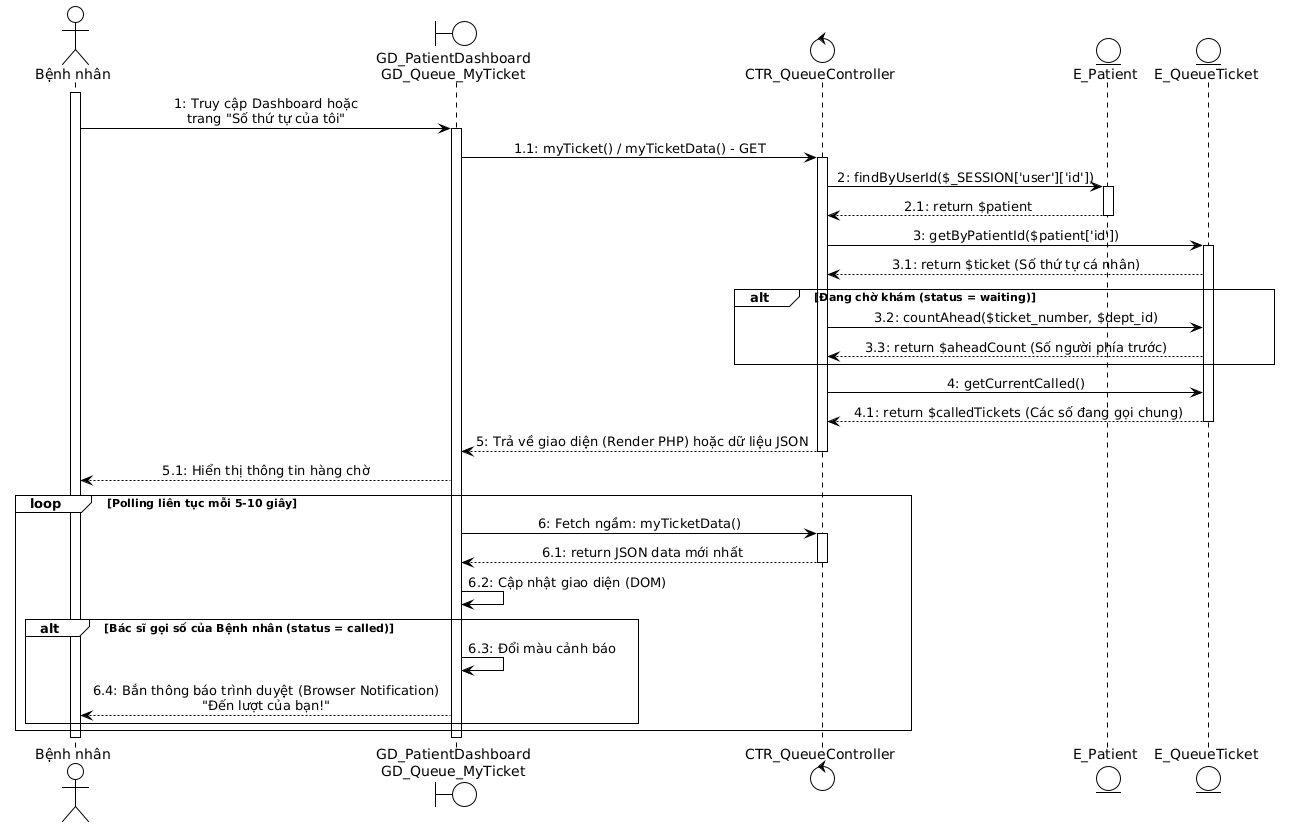 Bệnh nhân
GD_PatientDashboard
GD_Queue_MyTicket
CTR_QueueController
E_Patient
E_QueueTicket
1: Truy cập Dashboard hoặc
trang "Số thứ tự của tôi"
1.1: myTicket() / myTicketData() - GET
2: findByUserId($_SESSION['user']['id'])
2.1: return $patient
3: getByPatientId($patient['id'])
3.1: return $ticket (Số thứ tự cá nhân)
alt
[Đang chờ khám (status = waiting)]
3.2: countAhead($ticket_number, $dept_id)
3.3: return $aheadCount (Số người phía trước)
4: getCurrentCalled()
4.1: return $calledTickets (Các số đang gọi chung)
5: Trả về giao diện (Render PHP) hoặc dữ liệu JSON
5.1: Hiển thị thông tin hàng chờ
loop
[Polling liên tục mỗi 5-10 giây]
6: Fetch ngầm: myTicketData()
6.1: return JSON data mới nhất
6.2: Cập nhật giao diện (DOM)
alt
[Bác sĩ gọi số của Bệnh nhân (status = called)]
6.3: Đổi màu cảnh báo
6.4: Bắn thông báo trình duyệt (Browser Notification)
"Đến lượt của bạn!"
Bệnh nhân
GD_PatientDashboard
GD_Queue_MyTicket
CTR_QueueController
E_Patient
E_QueueTicket